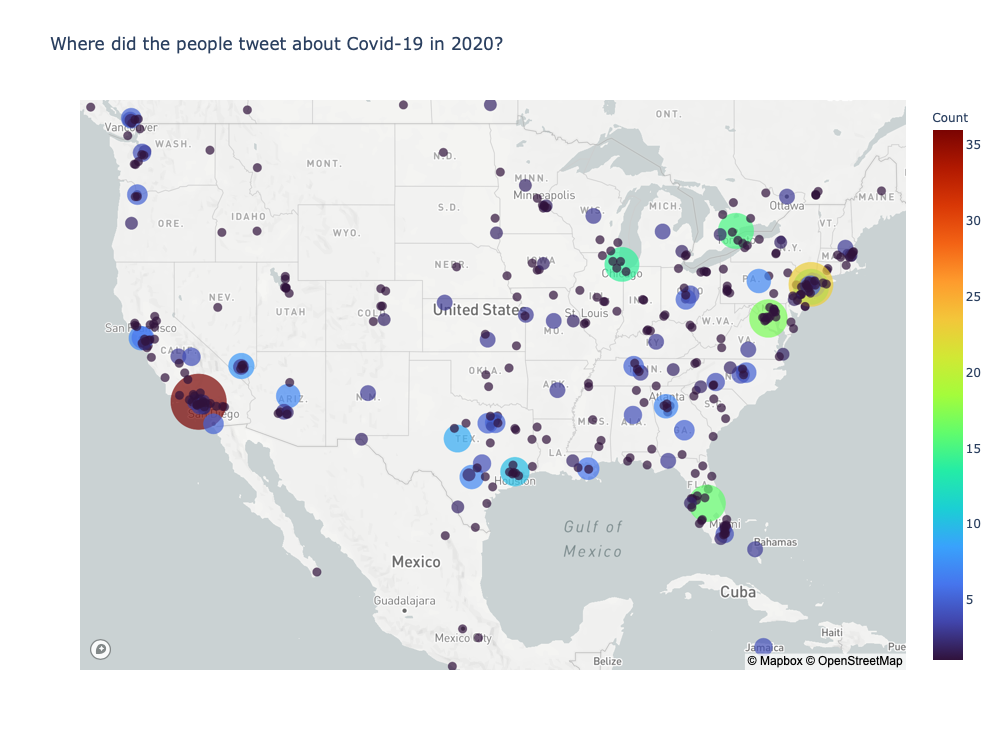 Where did the people tweet about Covid-19 in 2020?
Count
ONT.
Vancouver
WASH.
MONT.
N.D.
MINN.
Minneapolis
Ottawa
MAINE
ORE.
IDAHO
S.D.
WIS.
MICH.
VT.
WYO.
N.Y.
NEBR.
IOWA
Chicago
PA.
NEV.
UTAH
COL
United States
St. Louis
MO.
W.VA.
VA.
San Francisco
CALIF.
OKLA.
ARK.
ARIZ.
N.M.
Atlanta
San Diego
MISS.
ALA.
GA.
TEX.
LA.
Houston
FLA.
Miami
Gulf of
Mexico
Bahamas
Mexico
Cuba
Guadalajara
Mexico City
Haiti
Jamaica
Pue
Belize
© Mapbox © OpenStreetMap
35
30
25
20
15
10
5